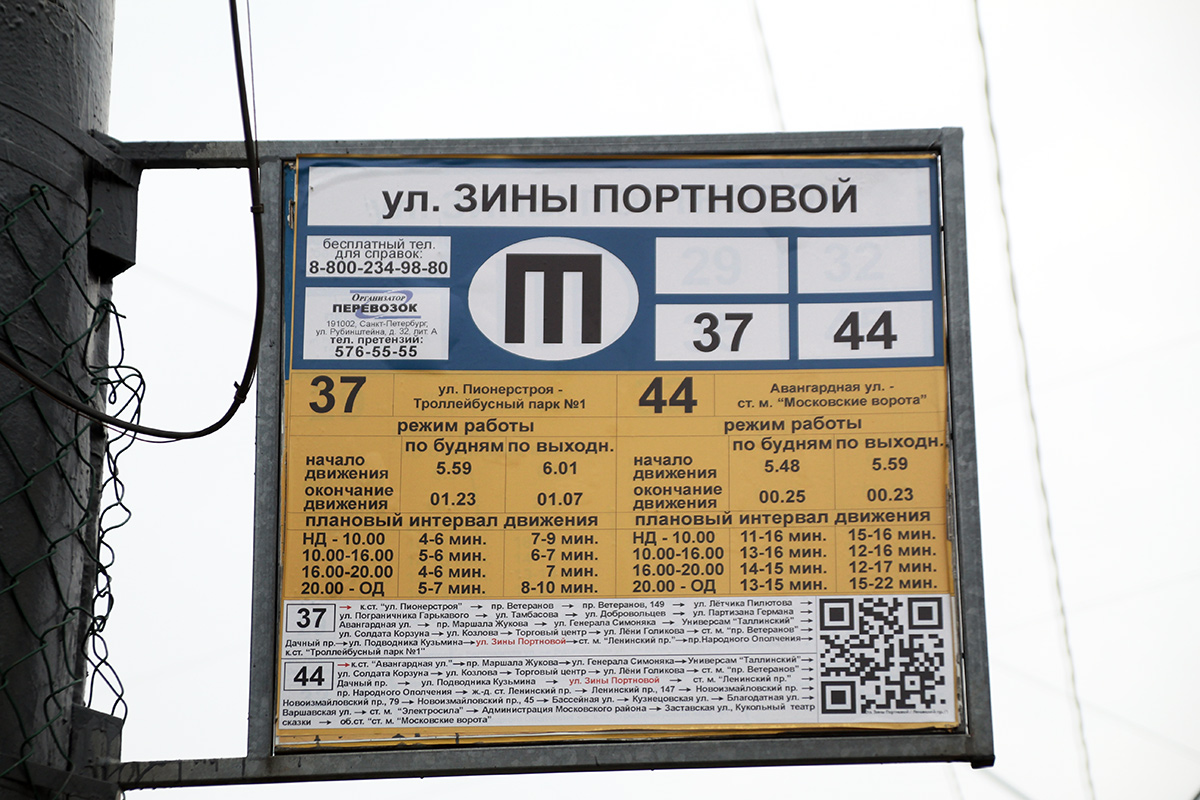 ул. ЗИНЫ ПОРТНОВОЙ
бесплатный тел.
для справок:
8-800-234-98-80
Организатор
ПЕРЕВОЗОК
191002, Санкт-Петербург,
ул. Рубинштейна, д. 32, лит. А
тел. претензий:
576-55-55
Т
29 32
37 44
37 ул. Пионерстроя -
Троллейбусный парк №1
режим работы
по будням по выходн.
начало
движения 5.59 6.01
окончание
движения 01.23 01.07
плановый интервал движения
НД - 10.00 4-6 мин. 7-9 мин.
10.00-16.00 5-6 мин. 6-7 мин.
16.00-20.00 4-6 мин. 7 мин.
20.00 - ОД 5-7 мин. 8-10 мин.
44 Авангардная ул. -
ст. м. “Московские ворота”
режим работы
по будням по выходн.
начало
движения 5.48 5.59
окончание
движения 00.25 00.23
плановый интервал движения
НД - 10.00 11-16 мин. 15-16 мин.
10.00-16.00 13-16 мин. 12-16 мин.
16.00-20.00 14-15 мин. 12-17 мин.
20.00 - ОД 13-15 мин. 15-22 мин.
37 → к.ст. “ул. Пионерстроя” → пр. Ветеранов → пр. Ветеранов, 149 → ул. Лётчика Пилютова →
ул. Пограничника Гарькавого → ул. Тамбасова → ул. Добровольцев → ул. Партизана Германа →
Авангардная ул. → пр. Маршала Жукова → ул. Генерала Симоняка → Универсам “Таллинский” →
ул. Солдата Корзуна → ул. Козлова → Торговый центр → ул. Лёни Голикова → ст. м. “пр. Ветеранов” →
Дачный пр. → ул. Подводника Кузьмина → ул. Зины Портновой → ст. м. “Ленинский пр.” → пр.Народного Ополчения →
к.ст. “Троллейбусный парк №1”
44 → к.ст. “Авангардная ул.” → пр. Маршала Жукова → ул. Генерала Симоняка → Универсам “Таллинский” →
ул. Солдата Корзуна → ул. Козлова → Торговый центр → ул. Лёни Голикова → ст. м. “пр. Ветеранов” →
Дачный пр. → ул. Подводника Кузьмина → ул. Зины Портновой → ст. м. “Ленинский пр.” →
пр. Народного Ополчения → ж.-д. ст. Ленинский пр. → Ленинский пр., 147 → Новоизмайловский пр. →
Новоизмайловский пр., 79 → Новоизмайловский пр., 45 → Бассейная ул. → Кузнецовская ул. → Благодатная ул. →
Варшавская ул. → ст. м. “Электросила” → Администрация Московского района → Заставская ул., Кукольный театр
сказки → об.ст. “ст. м. “Московские ворота”